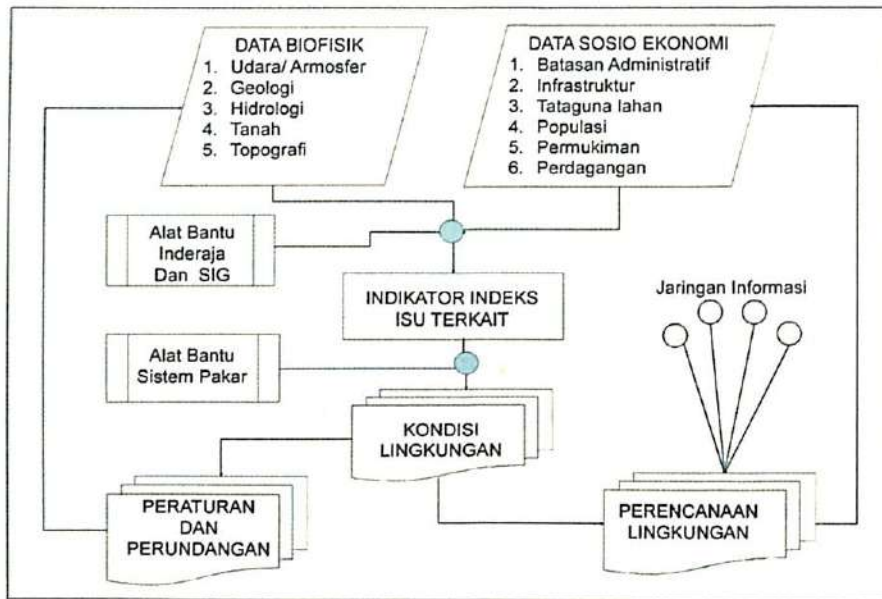 DATA BIOFISIK
1. Udara/ Armosfer
2. Geologi
3. Hidrologi
4. Tanah
5. Topografi
DATA SOSIO EKONOMI
1. Batasan Administratif
2. Infrastruktur
3. Tataguna lahan
4. Populasi
5. Permukiman
6. Perdagangan
Alat Bantu
Inderaja
Dan SIG
INDIKATOR INDEKS
ISU TERKAIT
Jaringan Informasi
Alat Bantu
Sistem Pakar
KONDISI
LINGKUNGAN
PERATURAN
DAN
PERUNDANGAN
PERENCANAAN
LINGKUNGAN